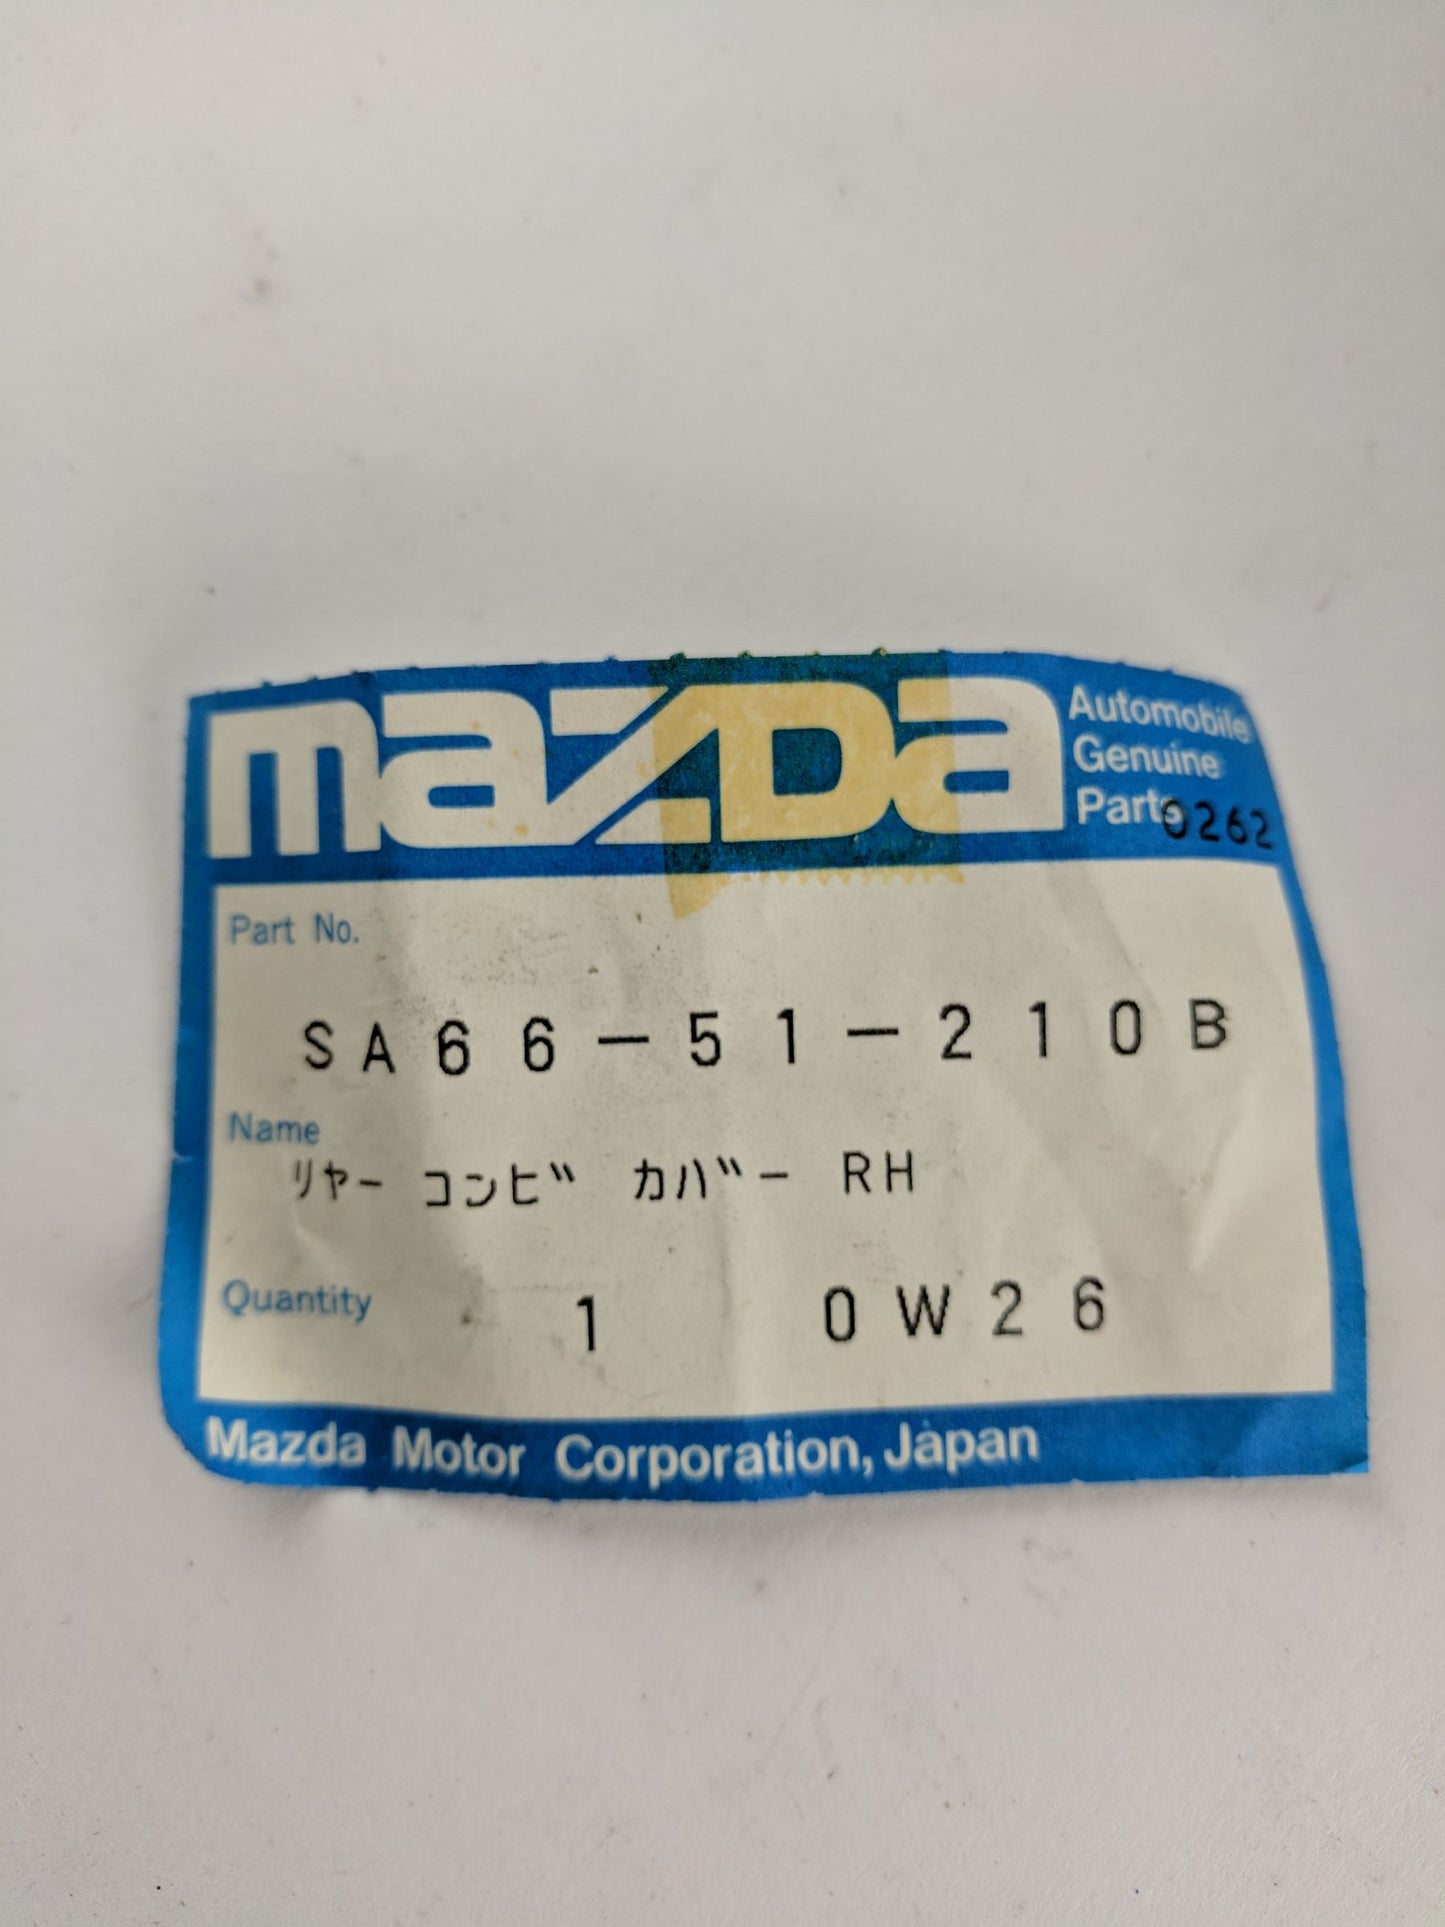 mazda
Automobile
Genuine
Parts
0262
Part No.
SA66-51-210B
Name
リヤー コンビ カバー RH
Quantity 1 0W26
Mazda Motor Corporation, Japan